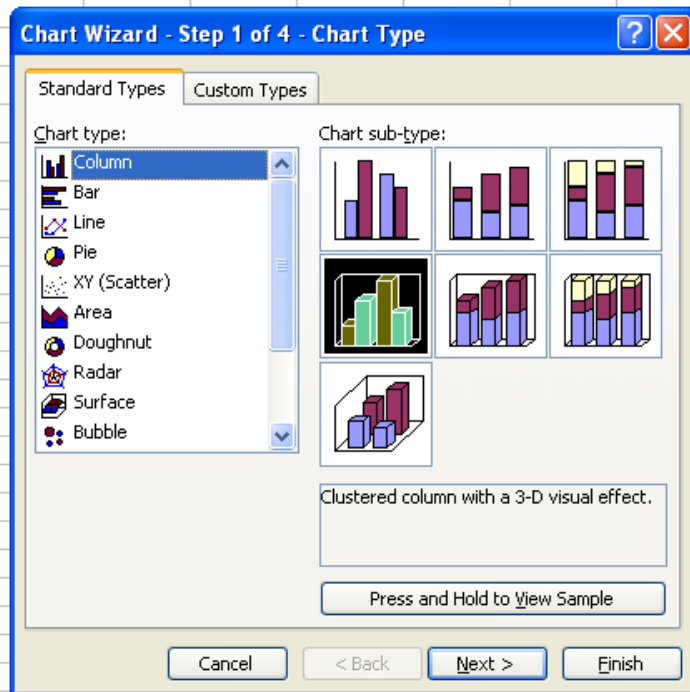 Chart Wizard - Step 1 of 4 - Chart Type
Standard Types
Custom Types
Chart type:
Column
Bar
Line
Pie
XY (Scatter)
Area
Doughnut
Radar
Surface
Bubble
Chart sub-type:
Clustered column with a 3-D visual effect.
Press and Hold to View Sample
Cancel
< Back
Next >
Finish